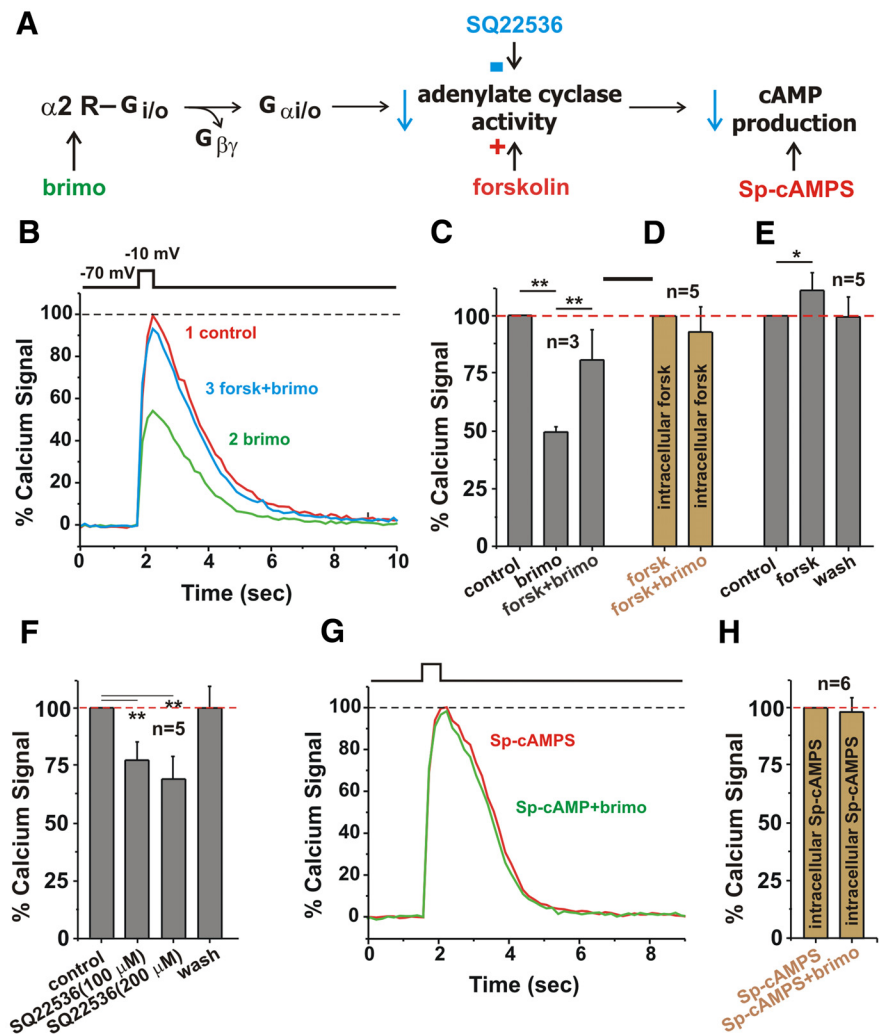 A
SQ22536
-
α2 R–G i/o
G αi/o
adenylate cyclase
activity
cAMP
production
G βγ
+
brimo
forskolin
Sp-cAMPS
B
-10 mV
-70 mV
100
80
60
40
20
0
% Calcium Signal
1 control
3 forsk+brimo
2 brimo
0 2 4 6 8 10
Time (sec)
C
**
**
n=3
100
75
50
25
0
% Calcium Signal
control
brimo
forsk+brimo
D
n=5
intracellular forsk
intracellular forsk
forsk
forsk+brimo
E
*
n=5
control
forsk
wash
F
**
**
n=5
100
75
50
25
0
% Calcium Signal
control
SQ22536(100 µM)
SQ22536(200 µM)
wash
G
100
80
60
40
20
0
% Calcium Signal
Sp-cAMPS
Sp-cAMP+brimo
0 2 4 6 8
Time (sec)
H
n=6
100
75
50
25
0
% Calcium Signal
intracellular Sp-cAMPS
intracellular Sp-cAMPS
Sp-cAMPS
Sp-cAMPS+brimo